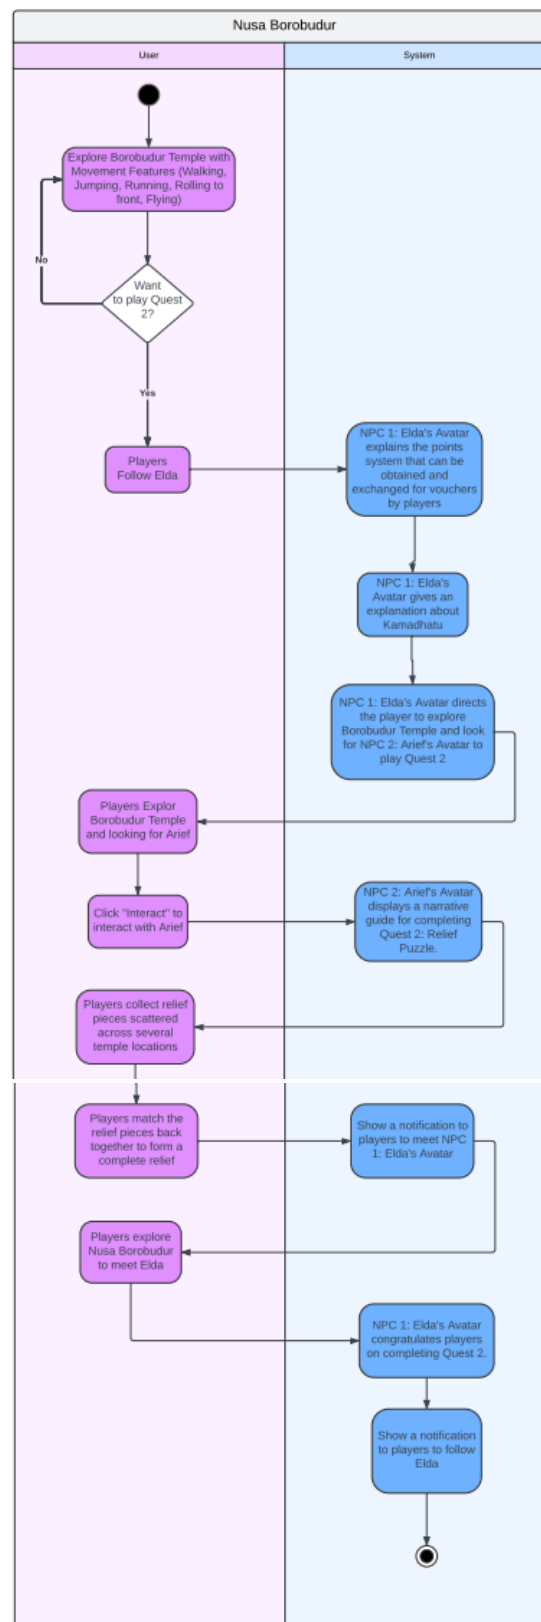 Nusa Borobudur
User
System
Explore Borobudur Temple with
Movement Features (Walking,
Jumping, Running, Rolling to
front, Flying)
No
Want
to play Quest
2?
Yes
Players
Follow Elda
NPC 1: Elda's Avatar
explains the points
system that can be
obtained and
exchanged for vouchers
by players
NPC 1: Elda's
Avatar gives an
explanation about
Kamadhatu
NPC 1: Elda's Avatar directs
the player to explore
Borobudur Temple and look
for NPC 2: Arief's Avatar to
play Quest 2
Players Explor
Borobudur Temple
and looking for Arief
Click "Interact" to
interact with Arief
NPC 2: Arief's Avatar
displays a narrative
guide for completing
Quest 2: Relief
Puzzle.
Players collect relief
pieces scattered
across several
temple locations
Players match the
relief pieces back
together to form a
complete relief
Show a notification to
players to meet NPC
1: Elda's Avatar
Players explore
Nusa Borobudur
to meet Elda
NPC 1: Elda's Avatar
congratulates players
on completing Quest 2.
Show a notification
to players to follow
Elda